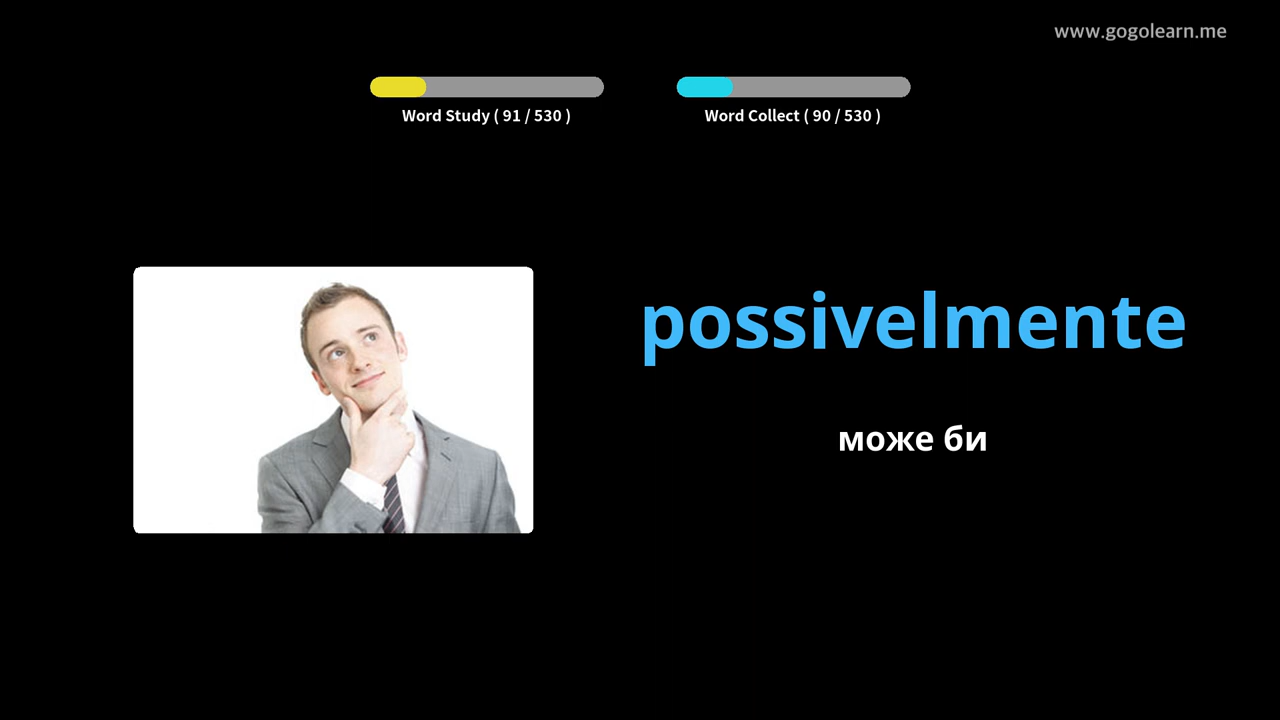 www.gogolearn.me
Word Study ( 91 / 530 )
Word Collect ( 90 / 530 )
possivelmente
може би